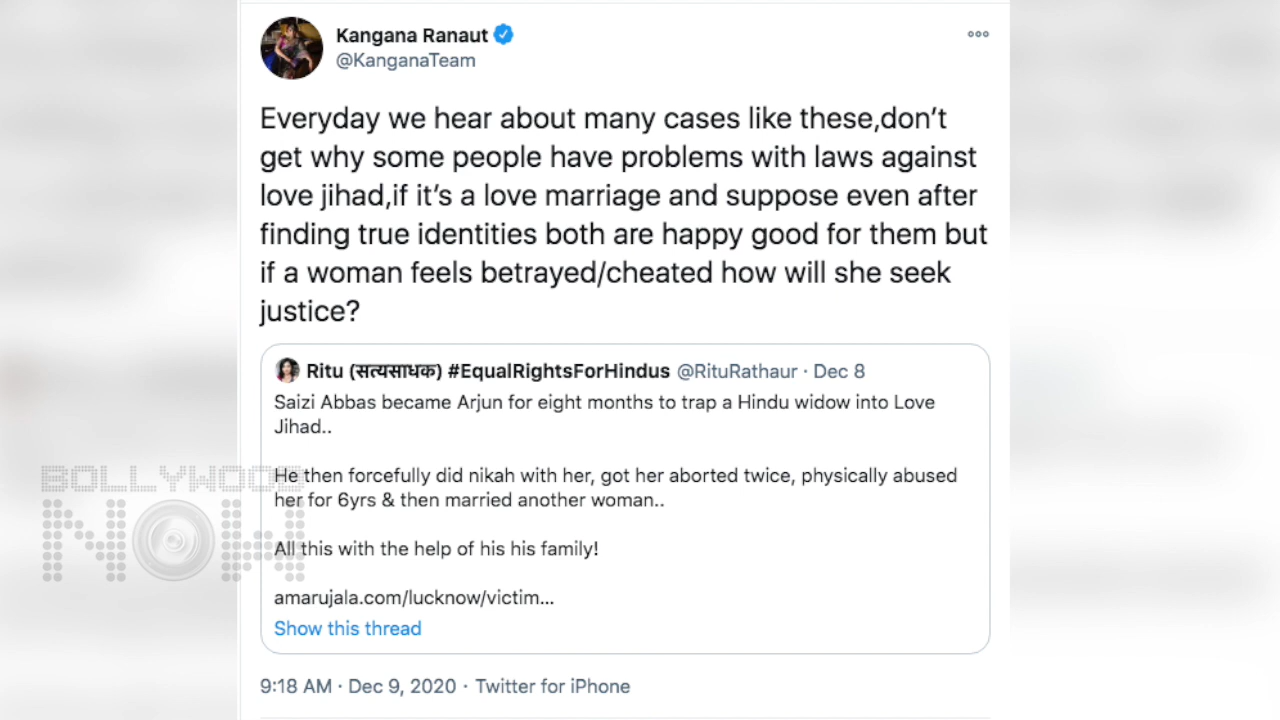 Kangana Ranaut
@KanganaTeam
Everyday we hear about many cases like these,don’t
get why some people have problems with laws against
love jihad,if it’s a love marriage and suppose even after
finding true identities both are happy good for them but
if a woman feels betrayed/cheated how will she seek
justice?
Ritu (सत्यसाधक) #EqualRightsForHindus @RituRathaur · Dec 8
Saizi Abbas became Arjun for eight months to trap a Hindu widow into Love
Jihad..
He then forcefully did nikah with her, got her aborted twice, physically abused
her for 6yrs & then married another woman..
All this with the help of his his family!
amarujala.com/lucknow/victim...
Show this thread
9:18 AM · Dec 9, 2020 · Twitter for iPhone
BOLLYWOOD
NOW